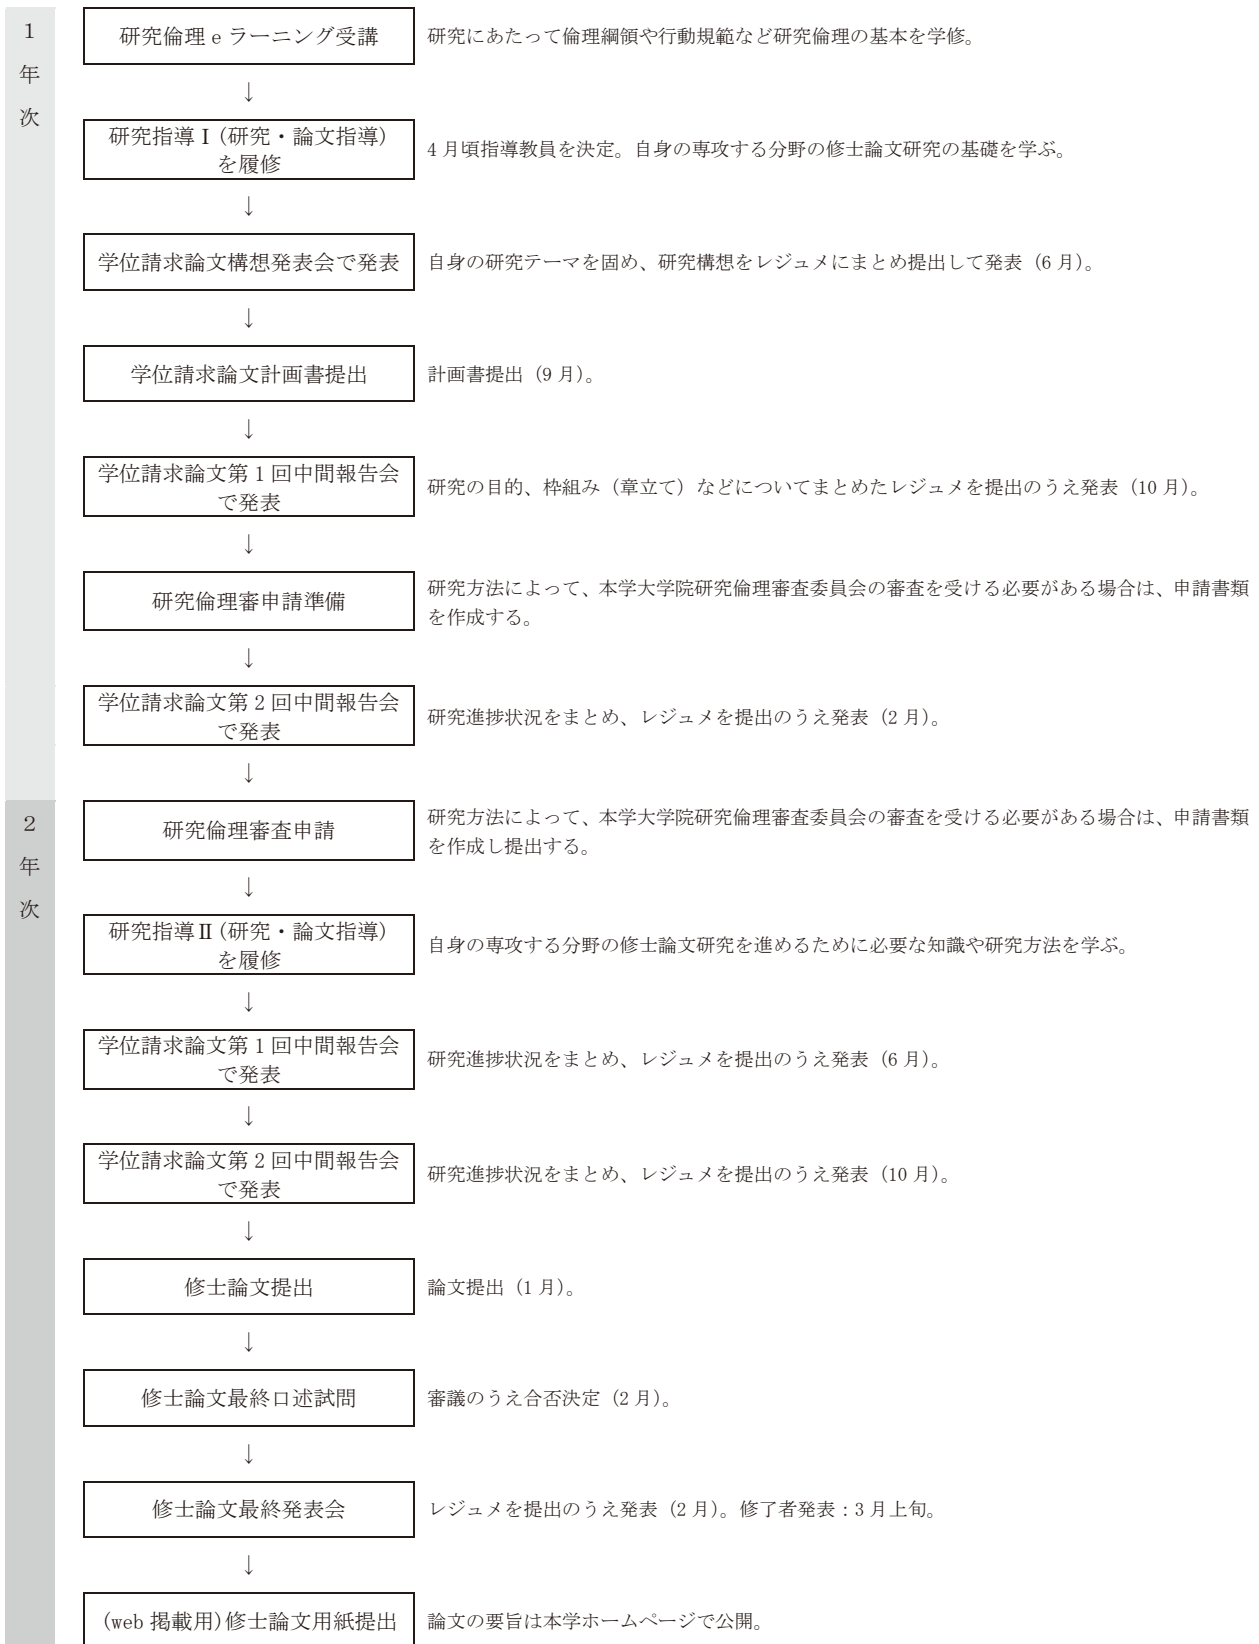 1
年
次
研究倫理 e ラーニング受講
研究にあたって倫理綱領や行動規範など研究倫理の基本を学修。
↓
研究指導Ⅰ(研究・論文指導)
を履修
4 月頃指導教員を決定。自身の専攻する分野の修士論文研究の基礎を学ぶ。
↓
学位請求論文構想発表会で発表
自身の研究テーマを固め、研究構想をレジュメにまとめ提出して発表（6 月）。
↓
学位請求論文計画書提出
計画書提出（9 月）。
↓
学位請求論文第 1 回中間報告会
で発表
研究の目的、枠組み（章立て）などについてまとめたレジュメを提出のうえ発表（10 月）。
↓
研究倫理審申請準備
研究方法によって、本学大学院研究倫理審査委員会の審査を受ける必要がある場合は、申請書類
を作成する。
↓
学位請求論文第 2 回中間報告会
で発表
研究進捗状況をまとめ、レジュメを提出のうえ発表（2 月）。
↓
2
年
次
研究倫理審査申請
研究方法によって、本学大学院研究倫理審査委員会の審査を受ける必要がある場合は、申請書類
を作成し提出する。
↓
研究指導Ⅱ(研究・論文指導)
を履修
自身の専攻する分野の修士論文研究を進めるために必要な知識や研究方法を学ぶ。
↓
学位請求論文第 1 回中間報告会
で発表
研究進捗状況をまとめ、レジュメを提出のうえ発表（6 月）。
↓
学位請求論文第 2 回中間報告会
で発表
研究進捗状況をまとめ、レジュメを提出のうえ発表（10 月）。
↓
修士論文提出
論文提出（1 月）。
↓
修士論文最終口述試問
審議のうえ合否決定（2 月）。
↓
修士論文最終発表会
レジュメを提出のうえ発表（2 月）。修了者発表：3 月上旬。
↓
(web 掲載用)修士論文用紙提出
論文の要旨は本学ホームページで公開。